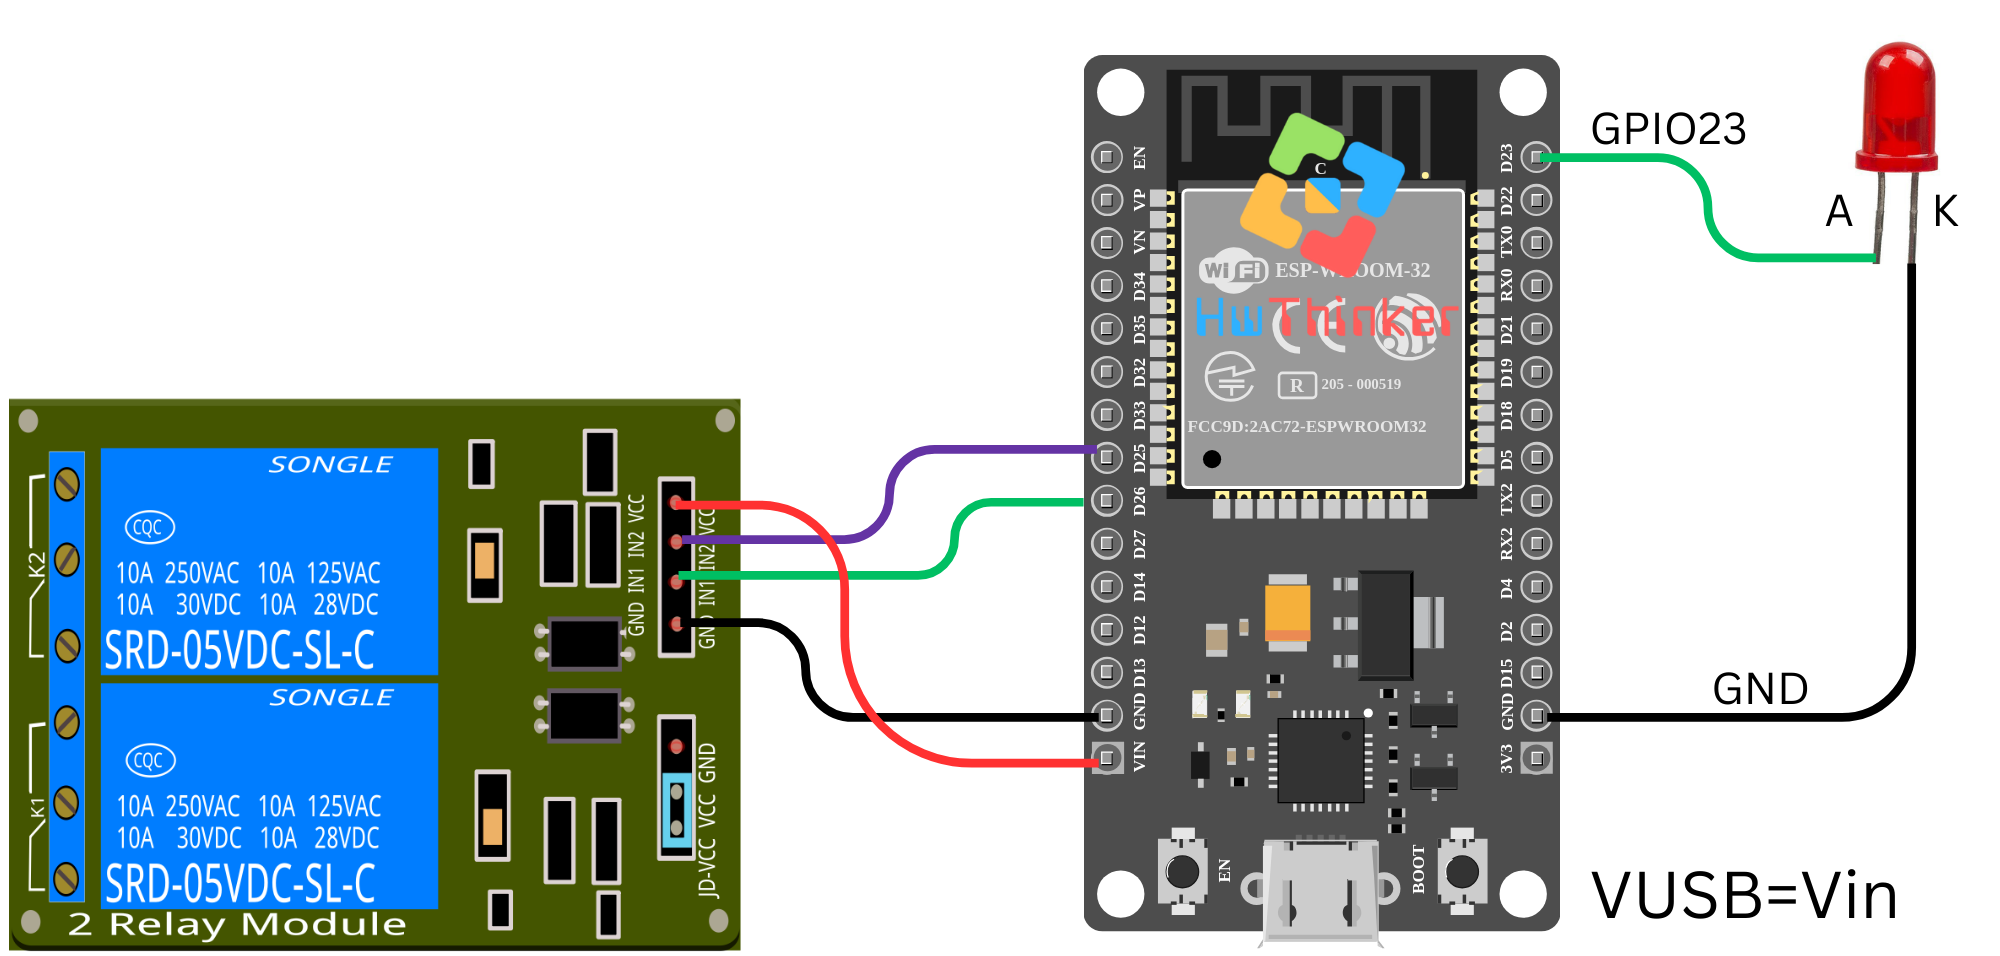 GPIO23
A
K
GND
VUSB=Vin
C
WiFi
ESP-WROOM-32
HwThinker
CE
R
205 - 000519
FCC9D:2AC72-ESPWROOM32
EN
VP
VN
D34
D35
D32
D33
D25
D26
D27
D14
D12
D13
GND
VIN
D23
D22
TX0
RX0
D21
D19
D18
D5
TX2
RX2
D4
D2
D15
GND
3V3
EN
BOOT
SONGLE
CQC
10A 250VAC 10A 125VAC
10A 30VDC 10A 28VDC
SRD-05VDC-SL-C
SONGLE
CQC
10A 250VAC 10A 125VAC
10A 30VDC 10A 28VDC
SRD-05VDC-SL-C
2 Relay Module
K2
K1
GND IN1 IN2 VCC
GND IN1 IN2 VCC
JD-VCC VCC GND